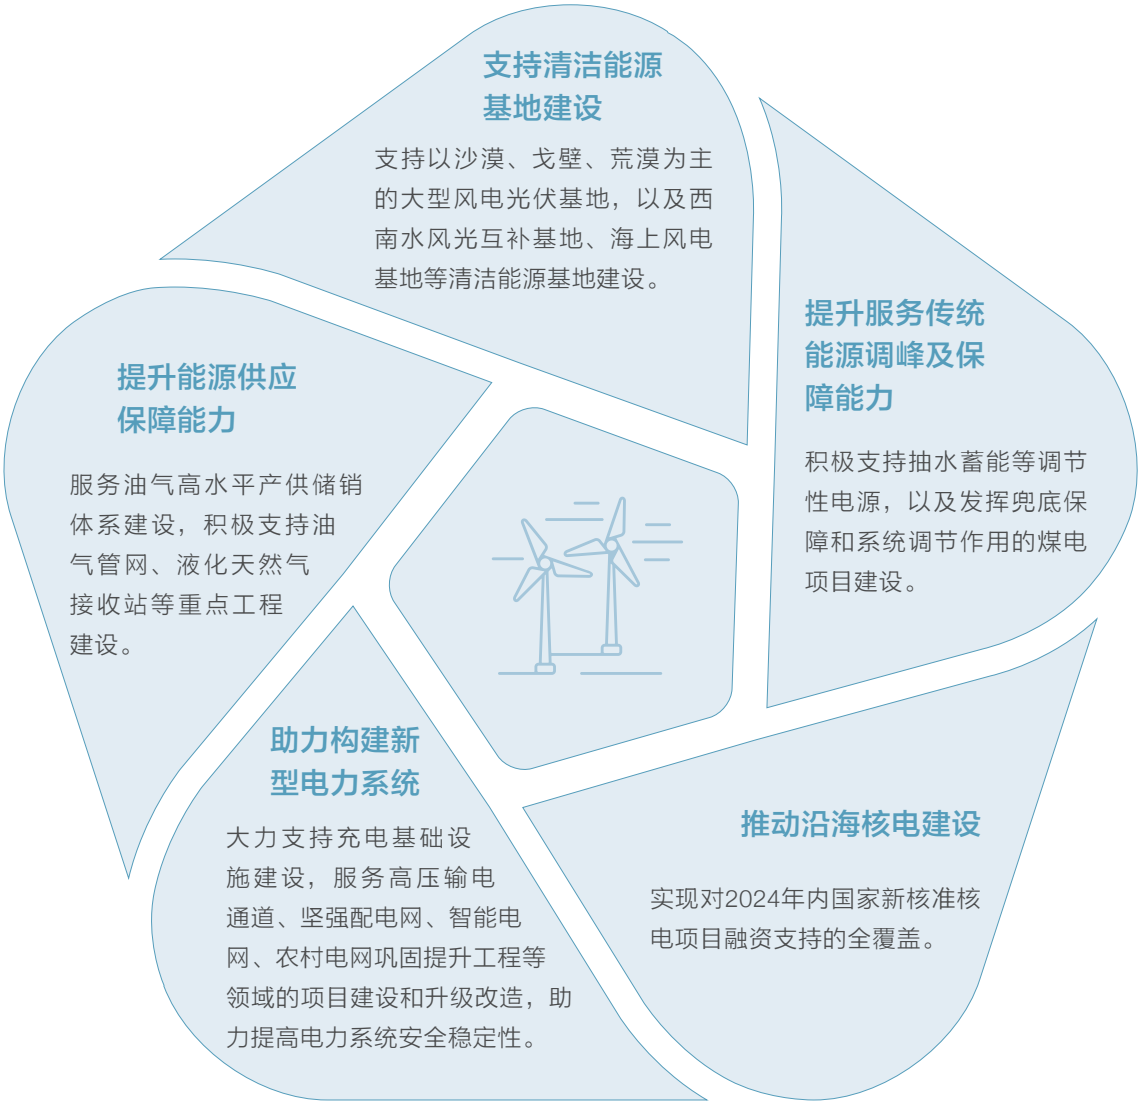 支持清洁能源
基地建设
支持以沙漠、戈壁、荒漠为主
的大型风电光伏基地，以及西
南水风光互补基地、海上风电
基地等清洁能源基地建设。
提升服务传统
能源调峰及保
障能力
积极支持抽水蓄能等调节
性电源，以及发挥兜底保
障和系统调节作用的煤电
项目建设。
提升能源供应
保障能力
服务油气高水平产供储销
体系建设，积极支持油
气管网、液化天然气
接收站等重点工程
建设。
助力构建新
型电力系统
大力支持充电基础设
施建设，服务高压输电
通道、坚强配电网、智能电
网、农村电网巩固提升工程等
领域的项目建设和升级改造，助
力提高电力系统安全稳定性。
推动沿海核电建设
实现对2024年内国家新核准核
电项目融资支持的全覆盖。